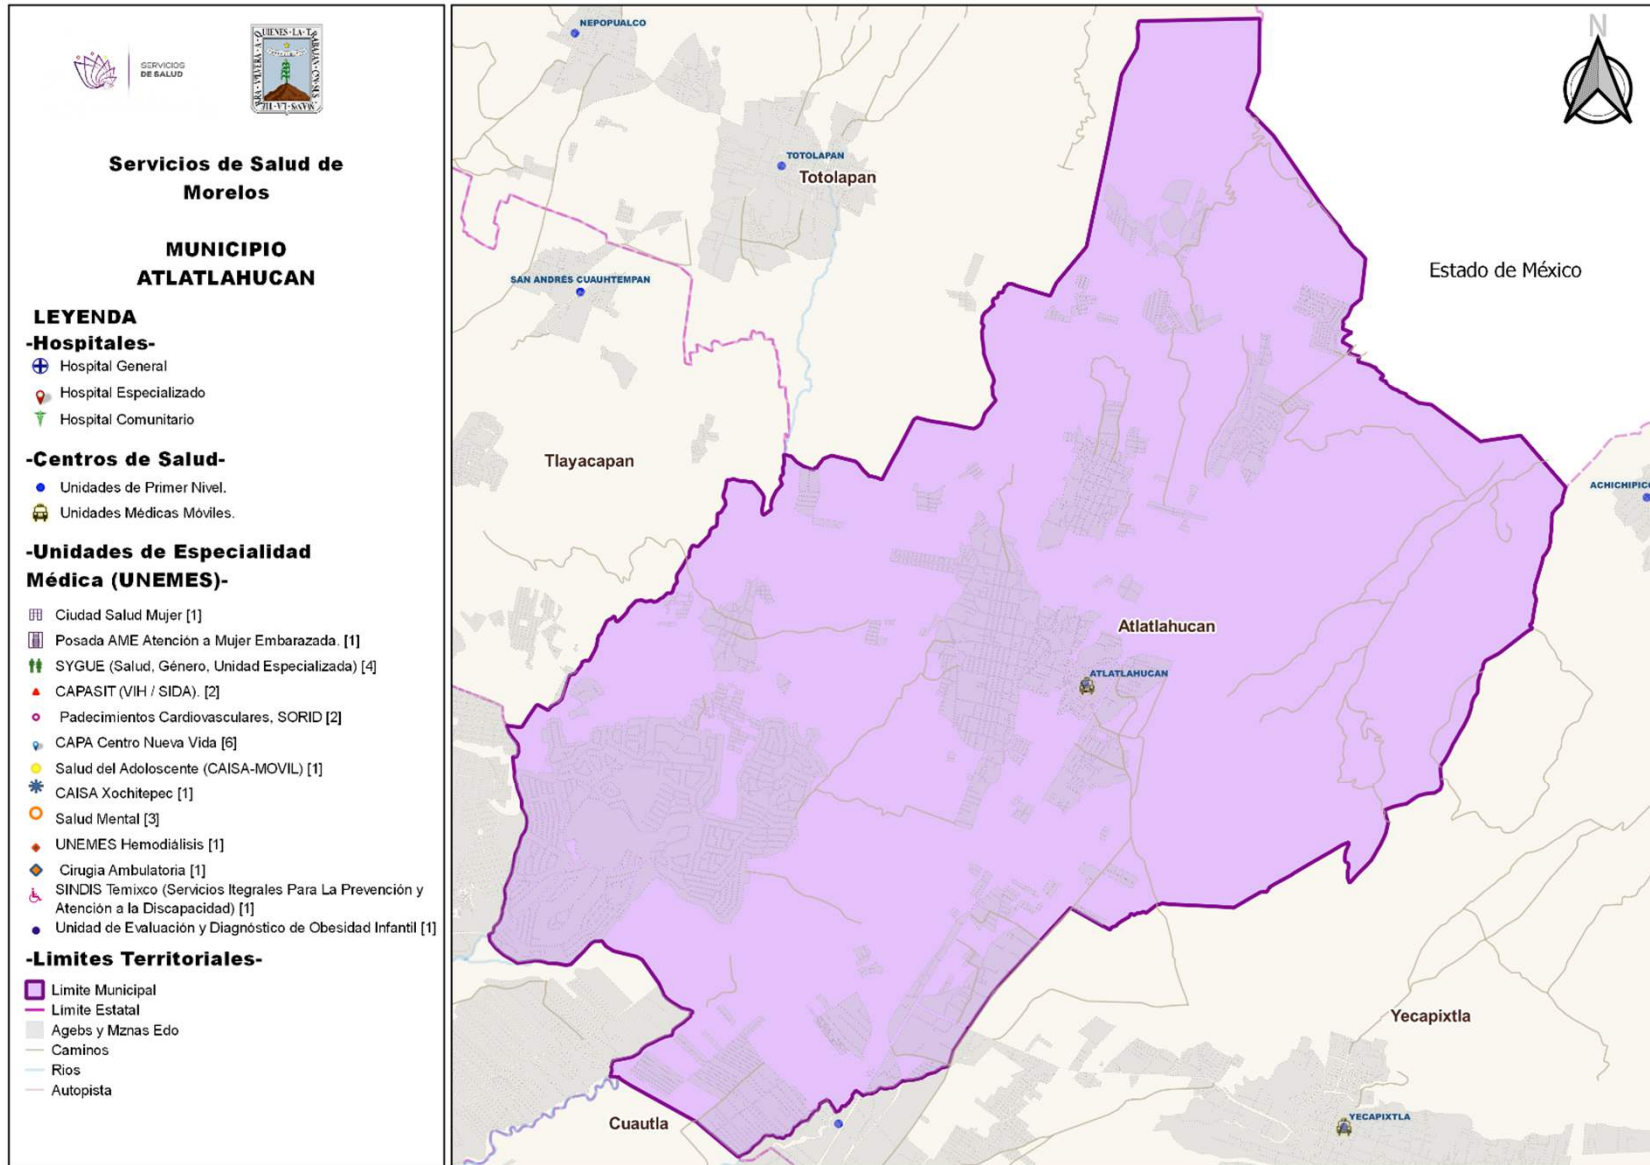 SERVICIOS
DE SALUD
Servicios de Salud de
Morelos
MUNICIPIO
ATLATLAHUCAN
LEYENDA
-Hospitales-
Hospital General
Hospital Especializado
Hospital Comunitario
-Centros de Salud-
Unidades de Primer Nivel.
Unidades Médicas Móviles.
-Unidades de Especialidad
Médica (UNEMES)-
Ciudad Salud Mujer [1]
Posada AME Atención a Mujer Embarazada. [1]
SYGUE (Salud, Género, Unidad Especializada) [4]
CAPASIT (VIH / SIDA). [2]
Padecimientos Cardiovasculares, SORID [2]
CAPA Centro Nueva Vida [6]
Salud del Adoloscente (CAISA-MOVIL) [1]
CAISA Xochitepec [1]
Salud Mental [3]
UNEMES Hemodiálisis [1]
Cirugia Ambulatoria [1]
SINDIS Temixco (Servicios Itegrales Para La Prevención y
Atención a la Discapacidad) [1]
Unidad de Evaluación y Diagnóstico de Obesidad Infantil [1]
-Limites Territoriales-
Limite Municipal
Límite Estatal
Agebs y Mznas Edo
Caminos
Rios
Autopista
NEPOPUALCO
N
TOTOLAPAN
Totolapan
SAN ANDRÉS CUAUHTEMPAN
Estado de México
Tlayacapan
ACHICHIPICO
Atlatlahucan
ATLATLAHUCAN
Yecapixtla
Cuautla
YECAPIXTLA